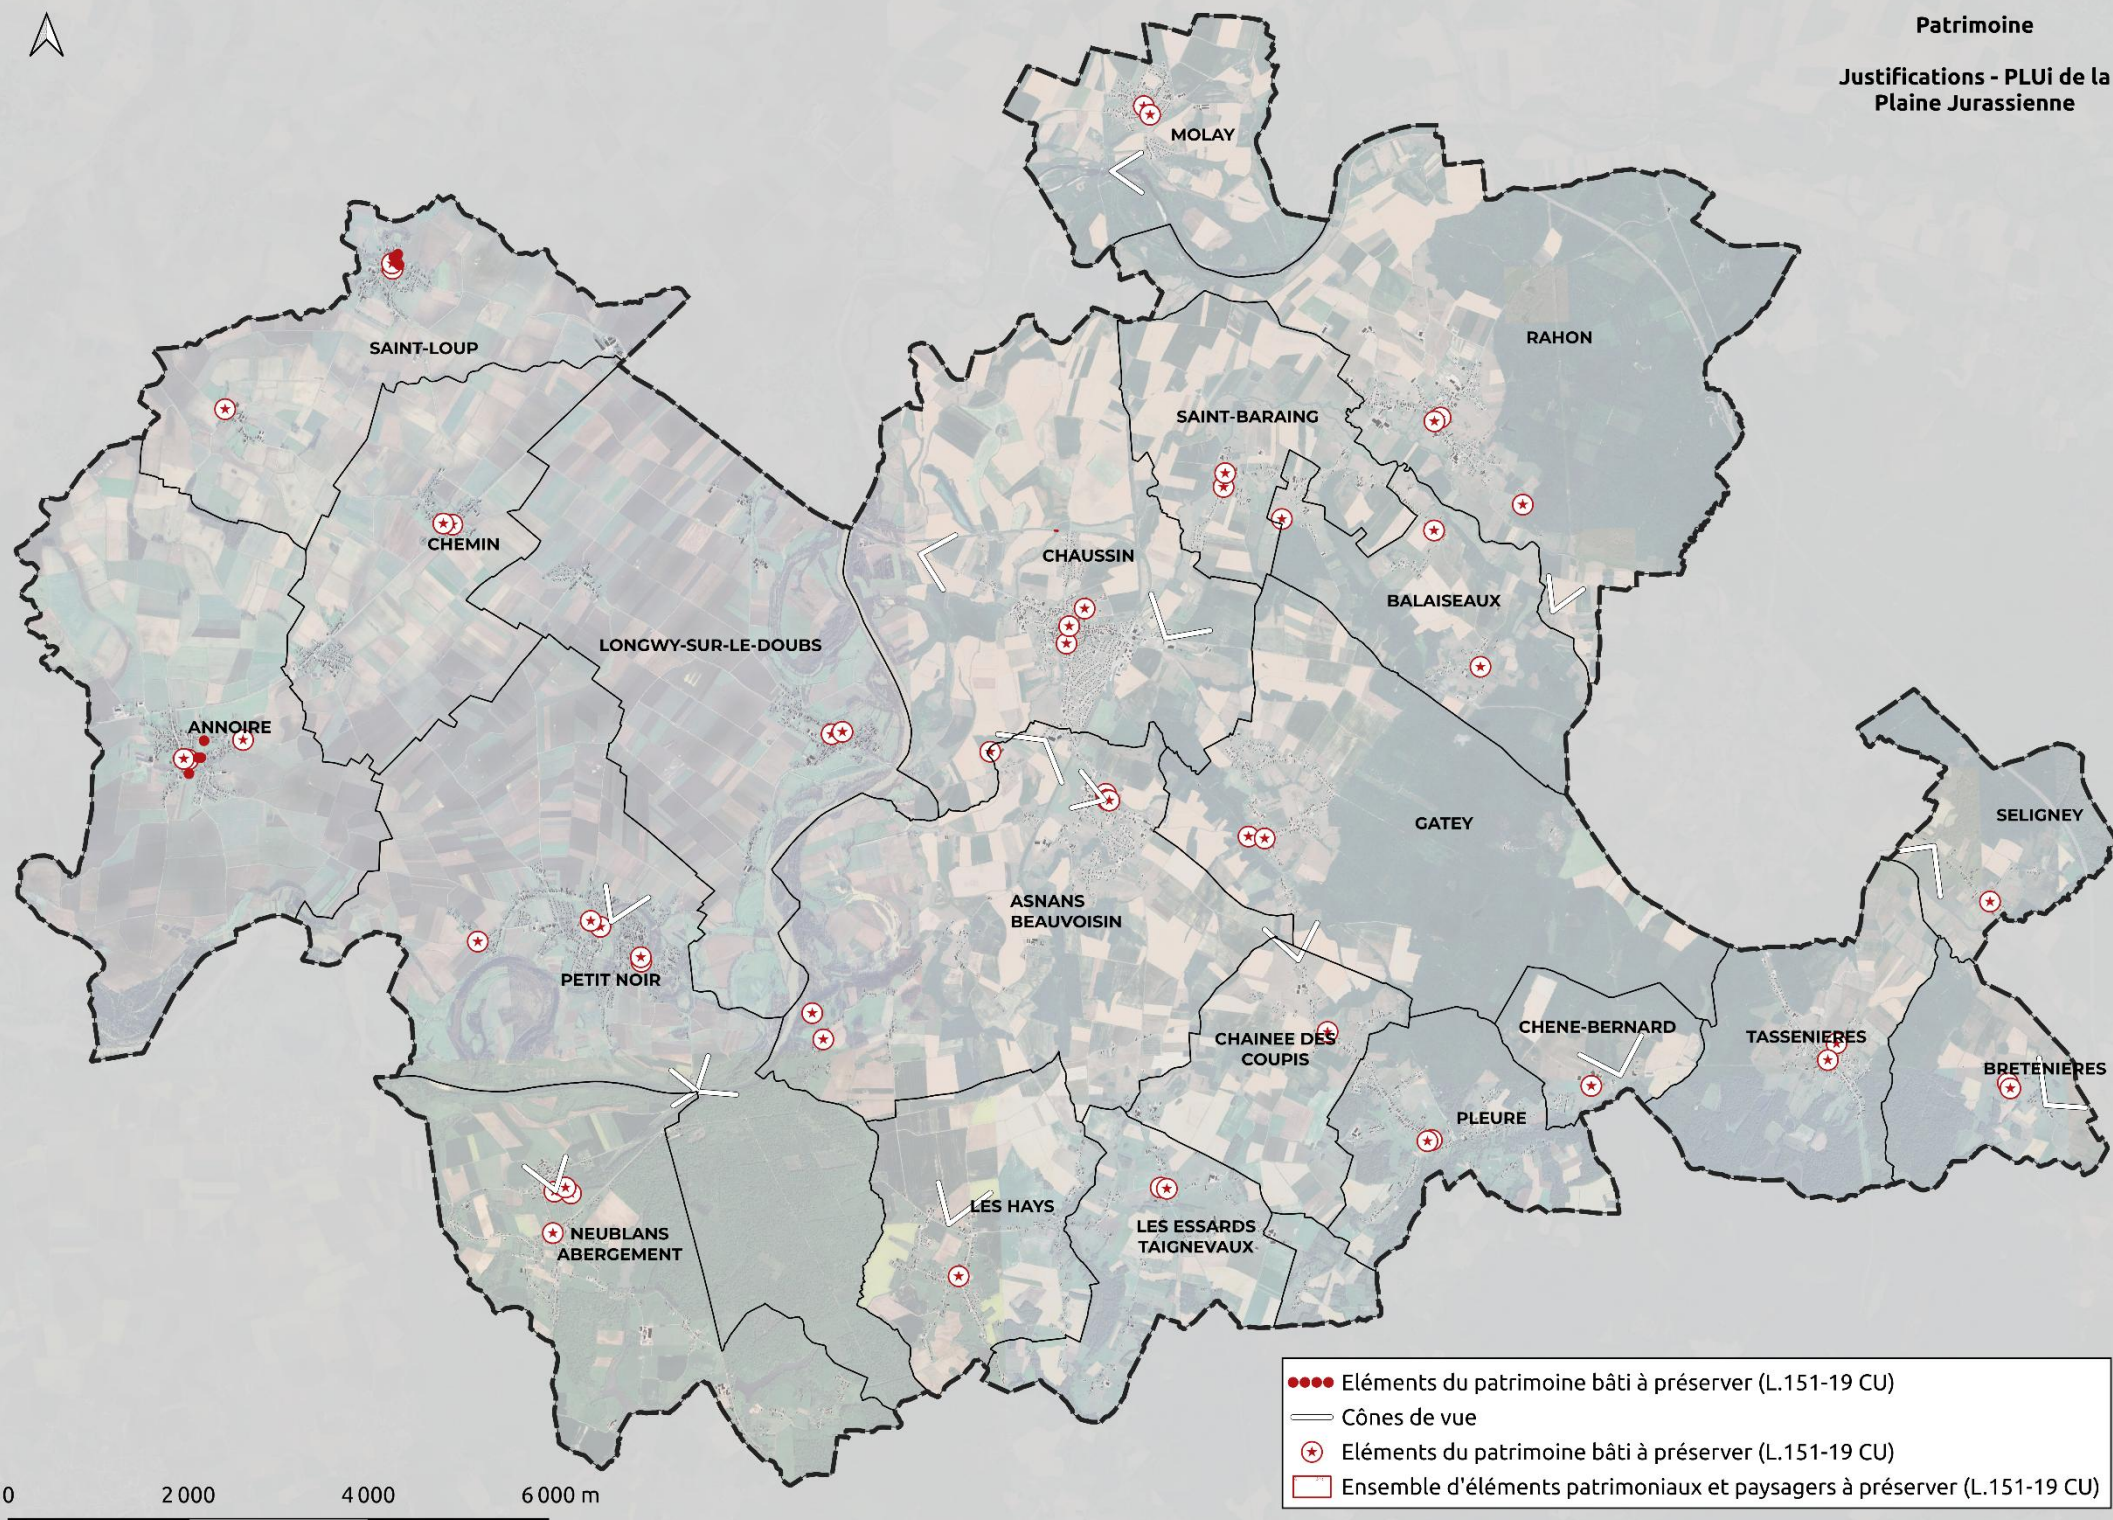 Patrimoine
Justifications - PLUi de la
Plaine Jurassienne
MOLAY
RAHON
SAINT-LOUP
SAINT-BARAING
CHEMIN
CHAUSSIN
BALAISEAUX
LONGWY-SUR-LE-DOUBS
ANNOIRE
GATEY
SELIGNEY
ASNANS
BEAUVOISIN
PETIT NOIR
CHAINEE DES
COUPIS
CHENE-BERNARD
TASSENIERES
BRETENIERES
PLEURE
LES HAYS
LES ESSARDS
TAIGNEVAUX
NEUBLANS
ABERGEMENT
Eléments du patrimoine bâti à préserver (L.151-19 CU)
Cônes de vue
Eléments du patrimoine bâti à préserver (L.151-19 CU)
Ensemble d'éléments patrimoniaux et paysagers à préserver (L.151-19 CU)
0 2 000 4 000 6 000 m